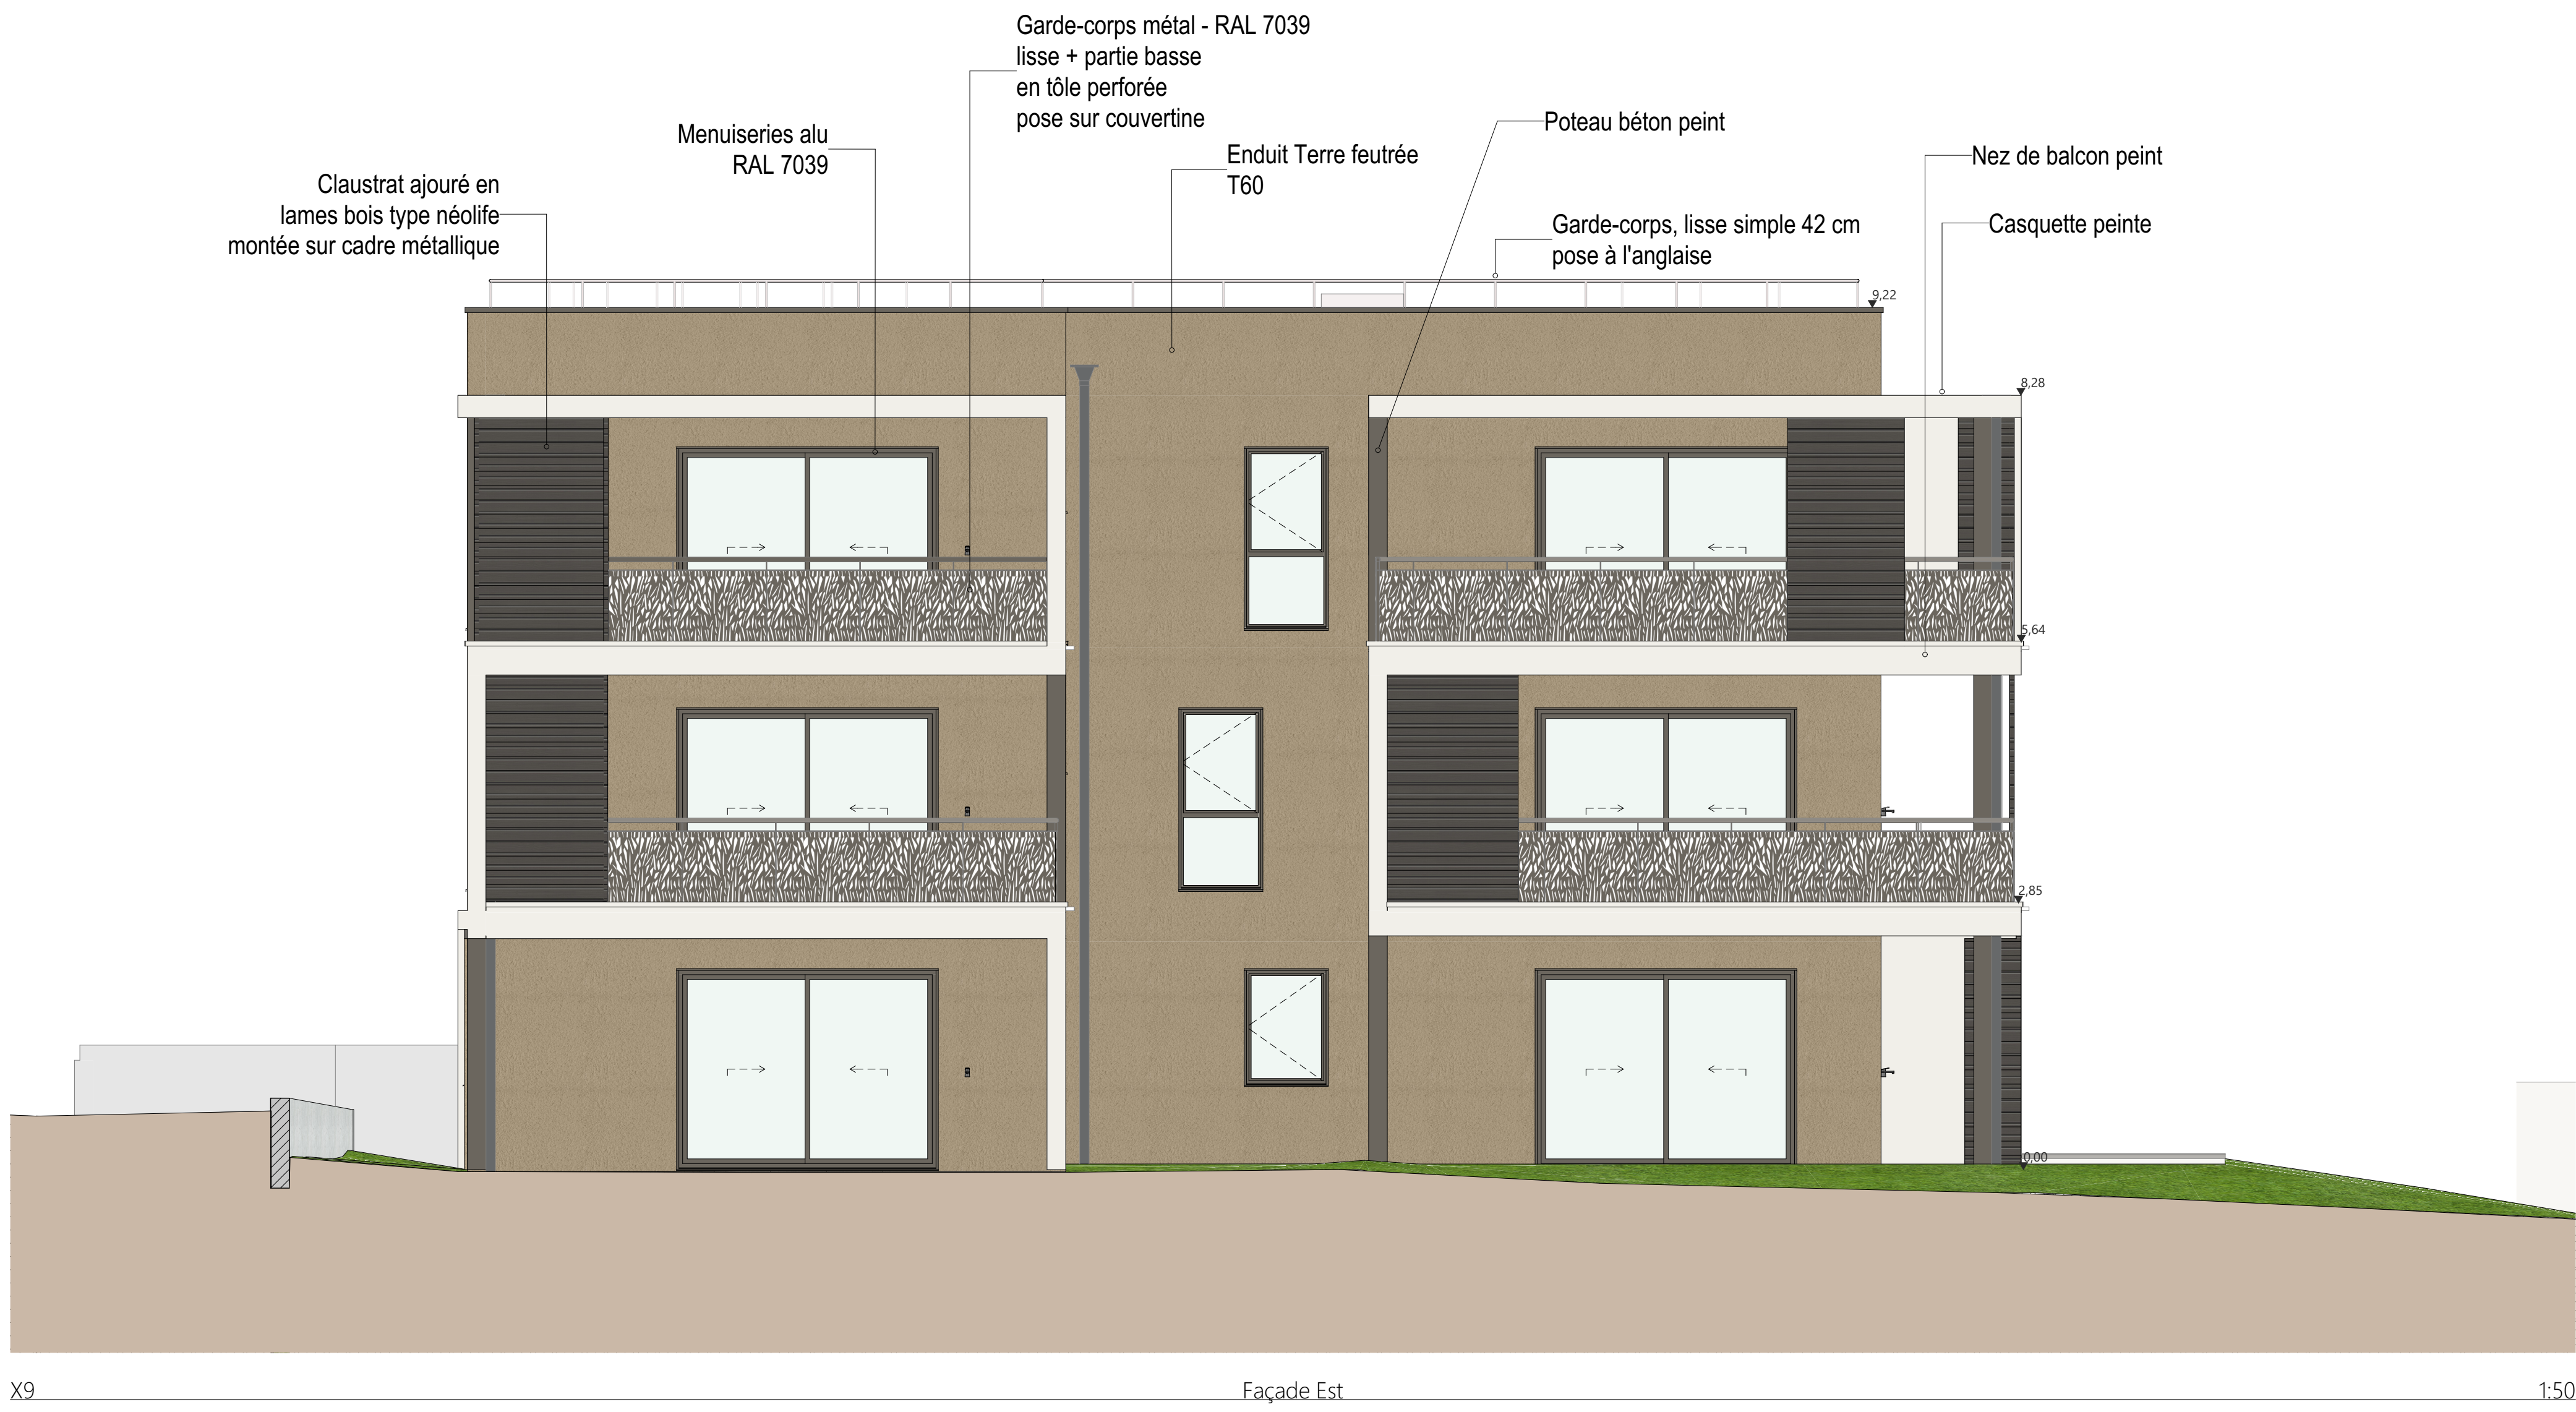 Garde-corps métal - RAL 7039
lisse + partie basse
en tôle perforée
pose sur couvertine
Menuiseries alu
RAL 7039
Poteau béton peint
Enduit Terre feutrée
T60
Nez de balcon peint
Claustrat ajouré en
lames bois type néolife
montée sur cadre métallique
Garde-corps, lisse simple 42 cm
pose à l'anglaise
Casquette peinte
9,22
8,28
5,64
2,85
0,00
X9
Façade Est
1:50